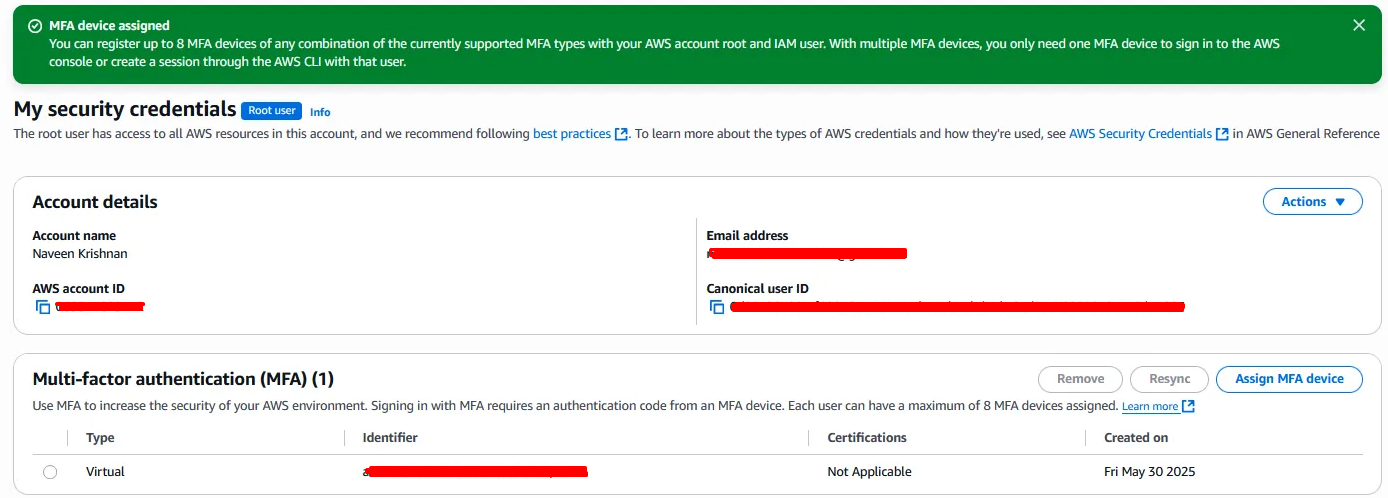 MFA device assigned
You can register up to 8 MFA devices of any combination of the currently supported MFA types with your AWS account root and IAM user. With multiple MFA devices, you only need one MFA device to sign in to the AWS
console or create a session through the AWS CLI with that user.
My security credentials Root user Info
The root user has access to all AWS resources in this account, and we recommend following best practices. To learn more about the types of AWS credentials and how they're used, see AWS Security Credentials in AWS General Reference
Account details
Actions
Account name
Naveen Krishnan
Email address
AWS account ID
Canonical user ID
Multi-factor authentication (MFA) (1)
Remove Resync Assign MFA device
Use MFA to increase the security of your AWS environment. Signing in with MFA requires an authentication code from an MFA device. Each user can have a maximum of 8 MFA devices assigned. Learn more
Type Identifier Certifications Created on
Virtual Not Applicable Fri May 30 2025